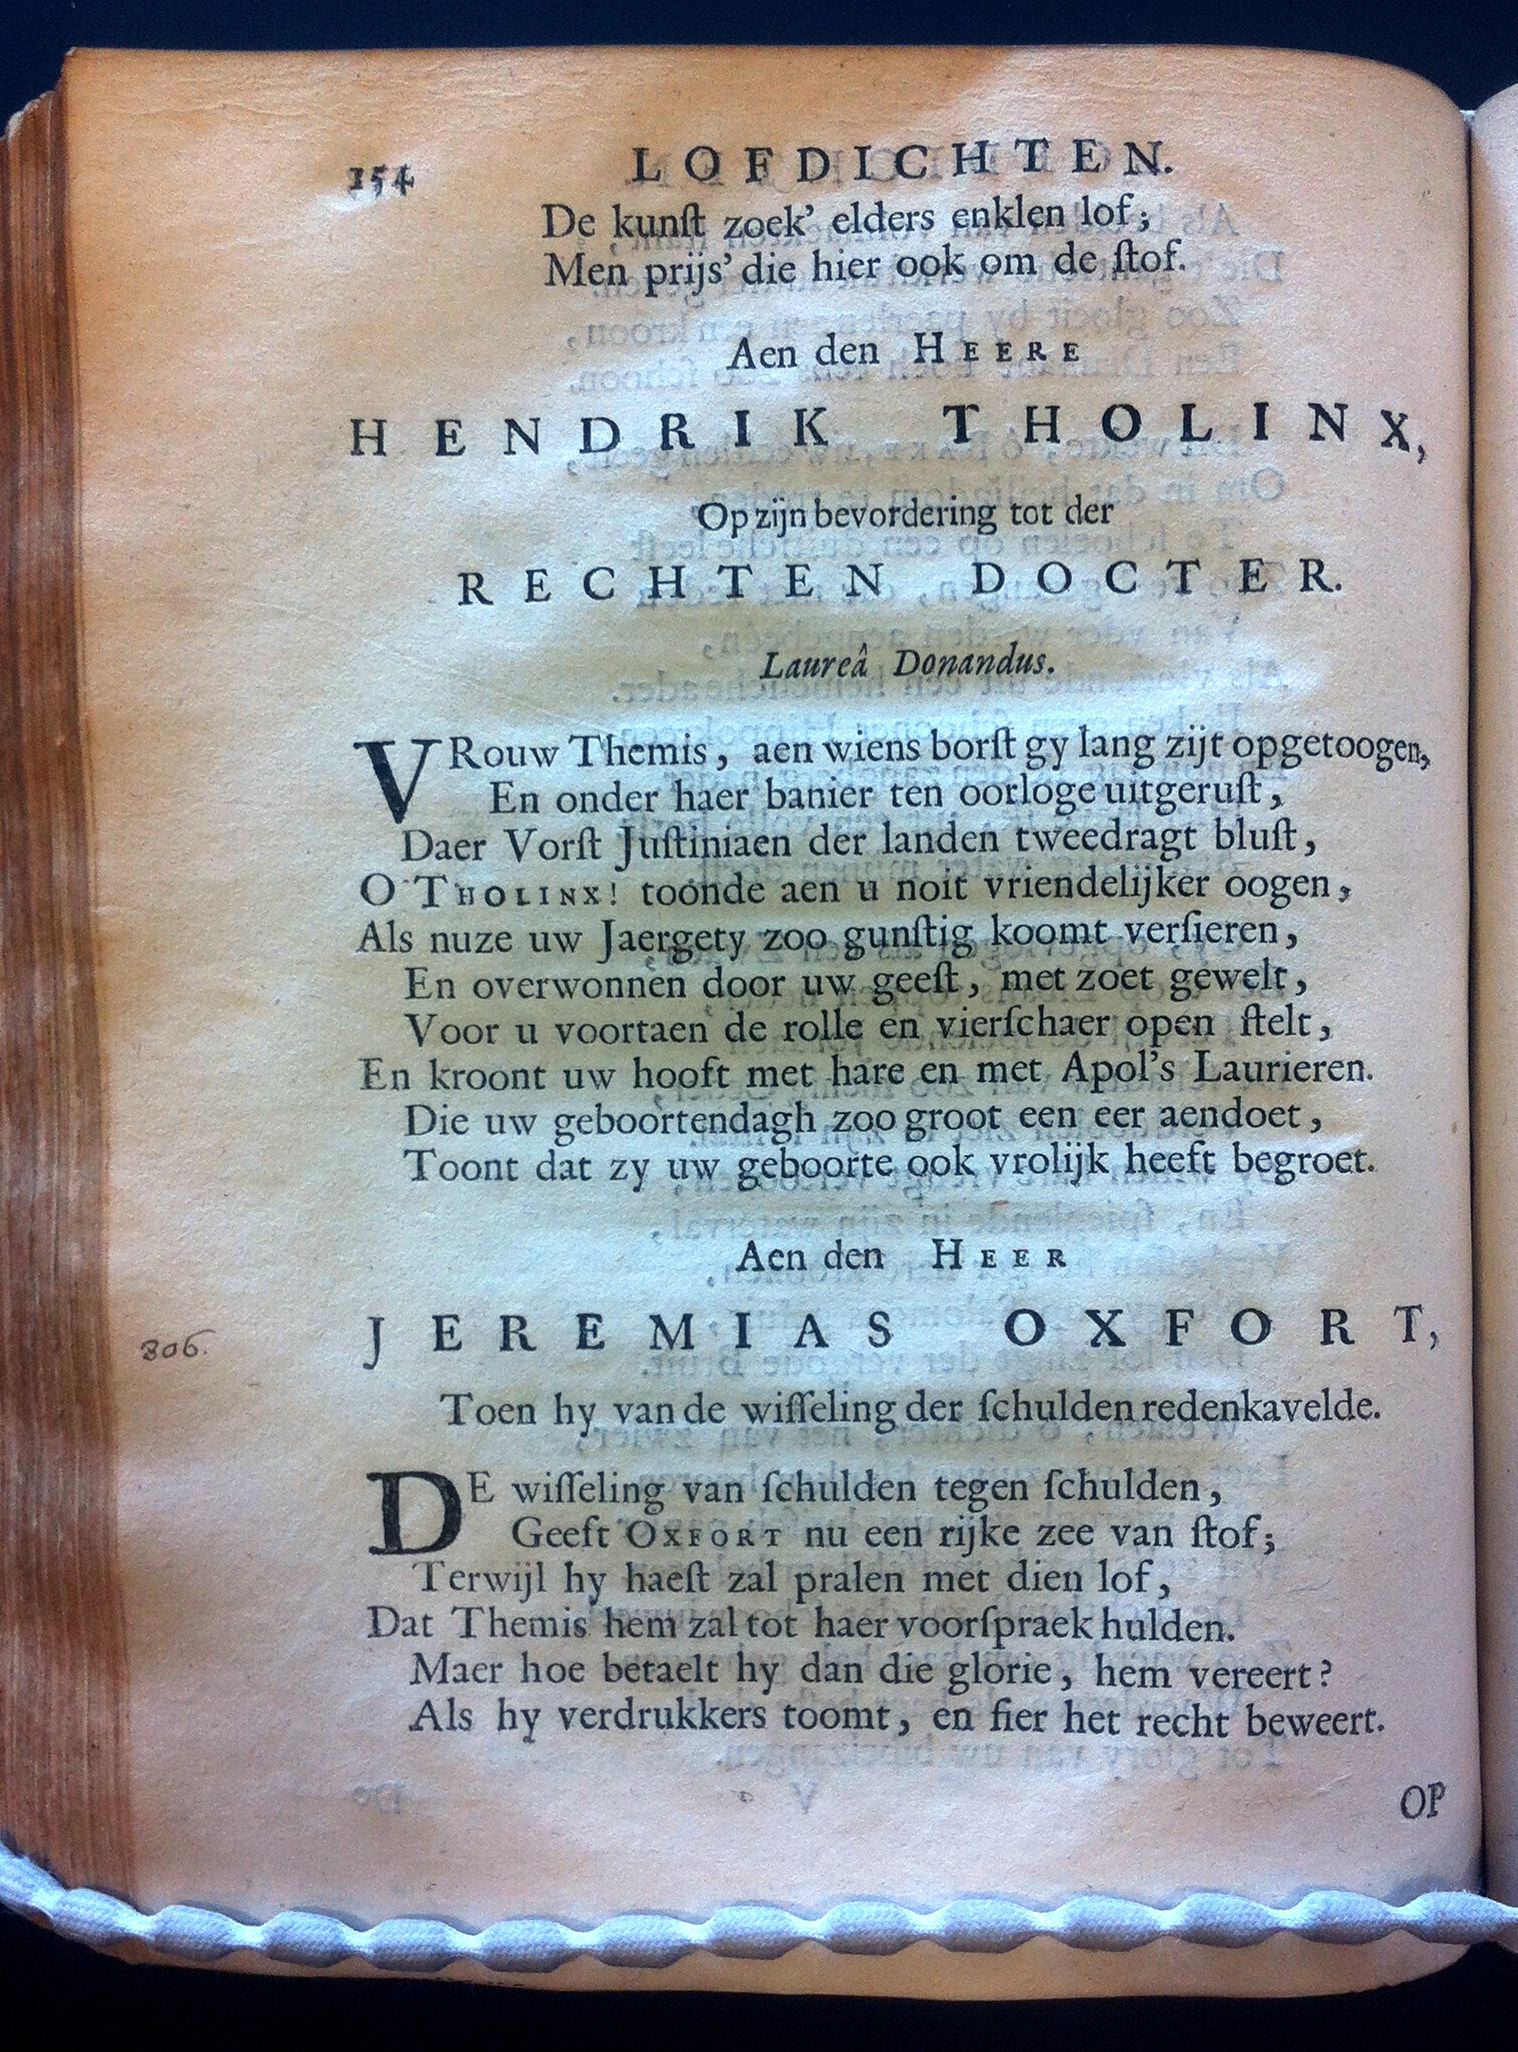 154 LOFDICHTEN.
De kunſt zoek' elders enklen lof;
Men prijs' die hier ook om de ſtof.
Aen den HEERE
HENDRIK THOLINX,
Op zijn bevordering tot der
RECHTEN DOCTER.
Laureâ Donandus.
VRouw Themis, aen wiens borſt gy lang zijt opgetoogen,
En onder haer banier ten oorloge uitgeruſt,
Daer Vorſt Juſtiniaen der landen tweedragt bluſt,
O THOLINX! toonde aen u noit vriendelijker oogen,
Als nuze uw Jaergety zoo gunſtig koomt verſieren,
En overwonnen door uw geeſt, met zoet gewelt,
Voor u voortaen de rolle en vierſchaer open ſtelt,
En kroont uw hooft met hare en met Apol's Laurieren.
Die uw geboortendagh zoo groot een eer aendoet,
Toont dat zy uw geboorte ook vrolijk heeft begroet.
Aen den HEER
JEREMIAS OXFORT,
806.
Toen hy van de wiſſeling der ſchulden redenkavelde.
DE wiſſeling van ſchulden tegen ſchulden,
Geeft OXFORT nu een rijke zee van ſtof;
Terwijl hy haeſt zal pralen met dien lof,
Dat Themis hem zal tot haer voorſpraek hulden.
Maer hoe betaelt hy dan die glorie, hem vereert?
Als hy verdrukkers toomt, en fier het recht beweert.
OP